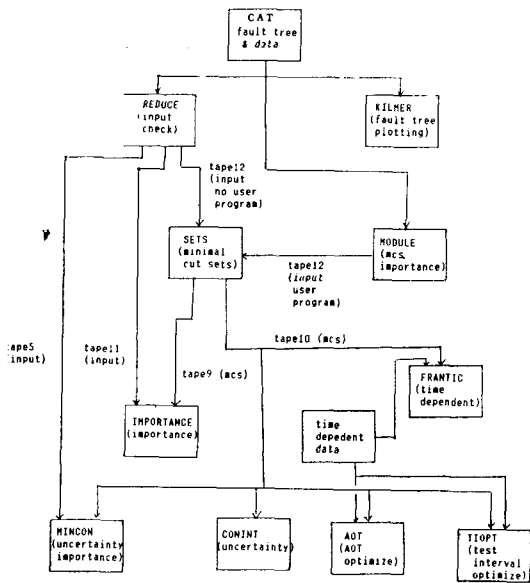 CAT
fault tree
& data
REDUCE
(input
check)
KILMER
(fault tree
plotting)
tape12
(input
no user
program)
SETS
(minimal
cut sets)
MODULE
(mcs,
importance)
tape12
(input
user
program)
tape10 (mcs)
tape5
(input)
tape11
(input)
tape9 (mcs)
FRANTIC
(time
dependent)
IMPORTANCE
(importance)
time
depedent
data
MINCON
(uncertainty
importance)
CONINT
(uncertainty)
AOT
(AOT
optimize)
TIOPT
(test
interval
optimize)